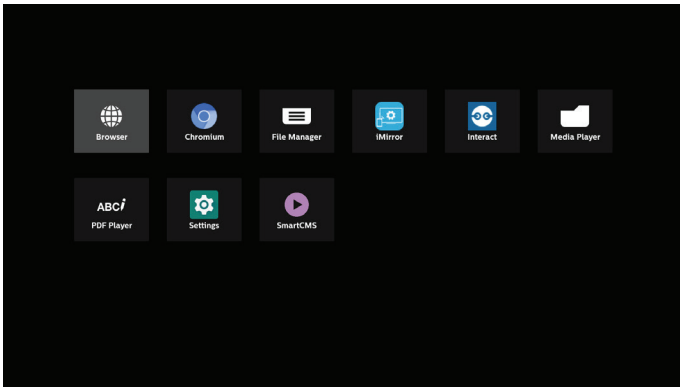 Browser
Chromium
File Manager
iMirror
Interact
Media Player
ABCi
PDF Player
Settings
SmartCMS